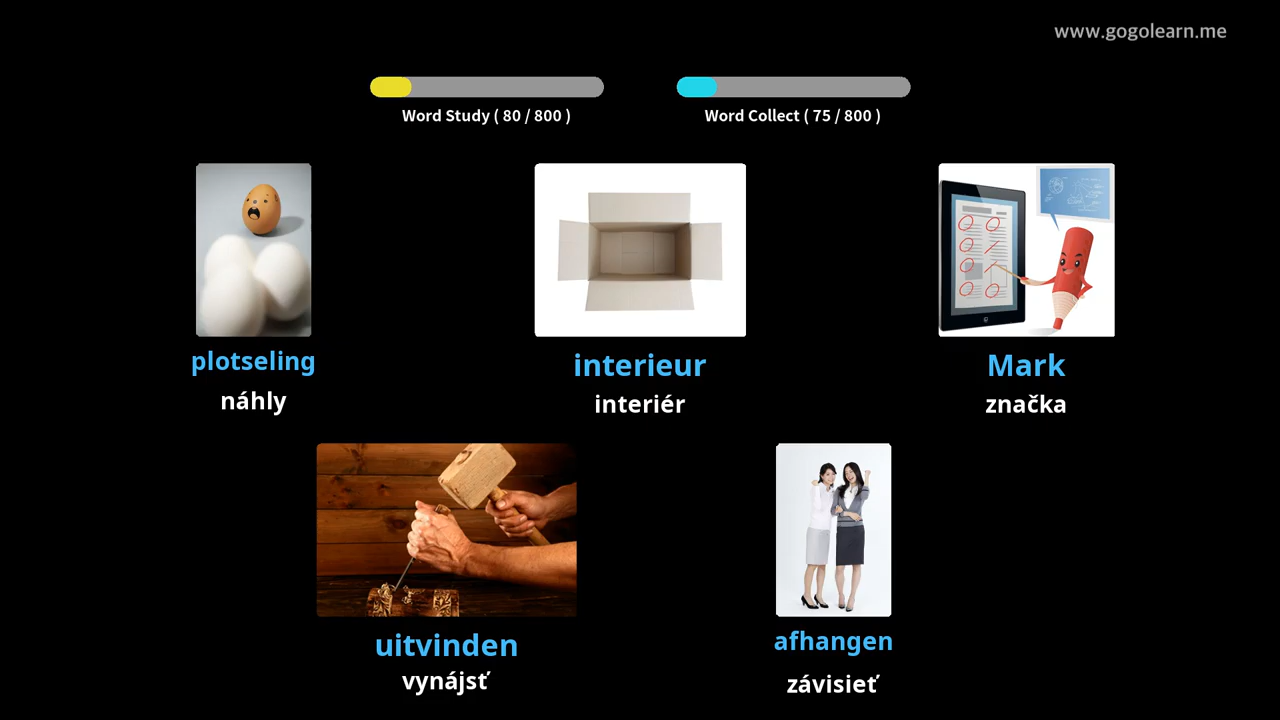 www.gogolearn.me
Word Study ( 80 / 800 )
Word Collect ( 75 / 800 )
plotseling
náhly
interieur
interiér
Mark
značka
uitvinden
vynájsť
afhangen
závisieť